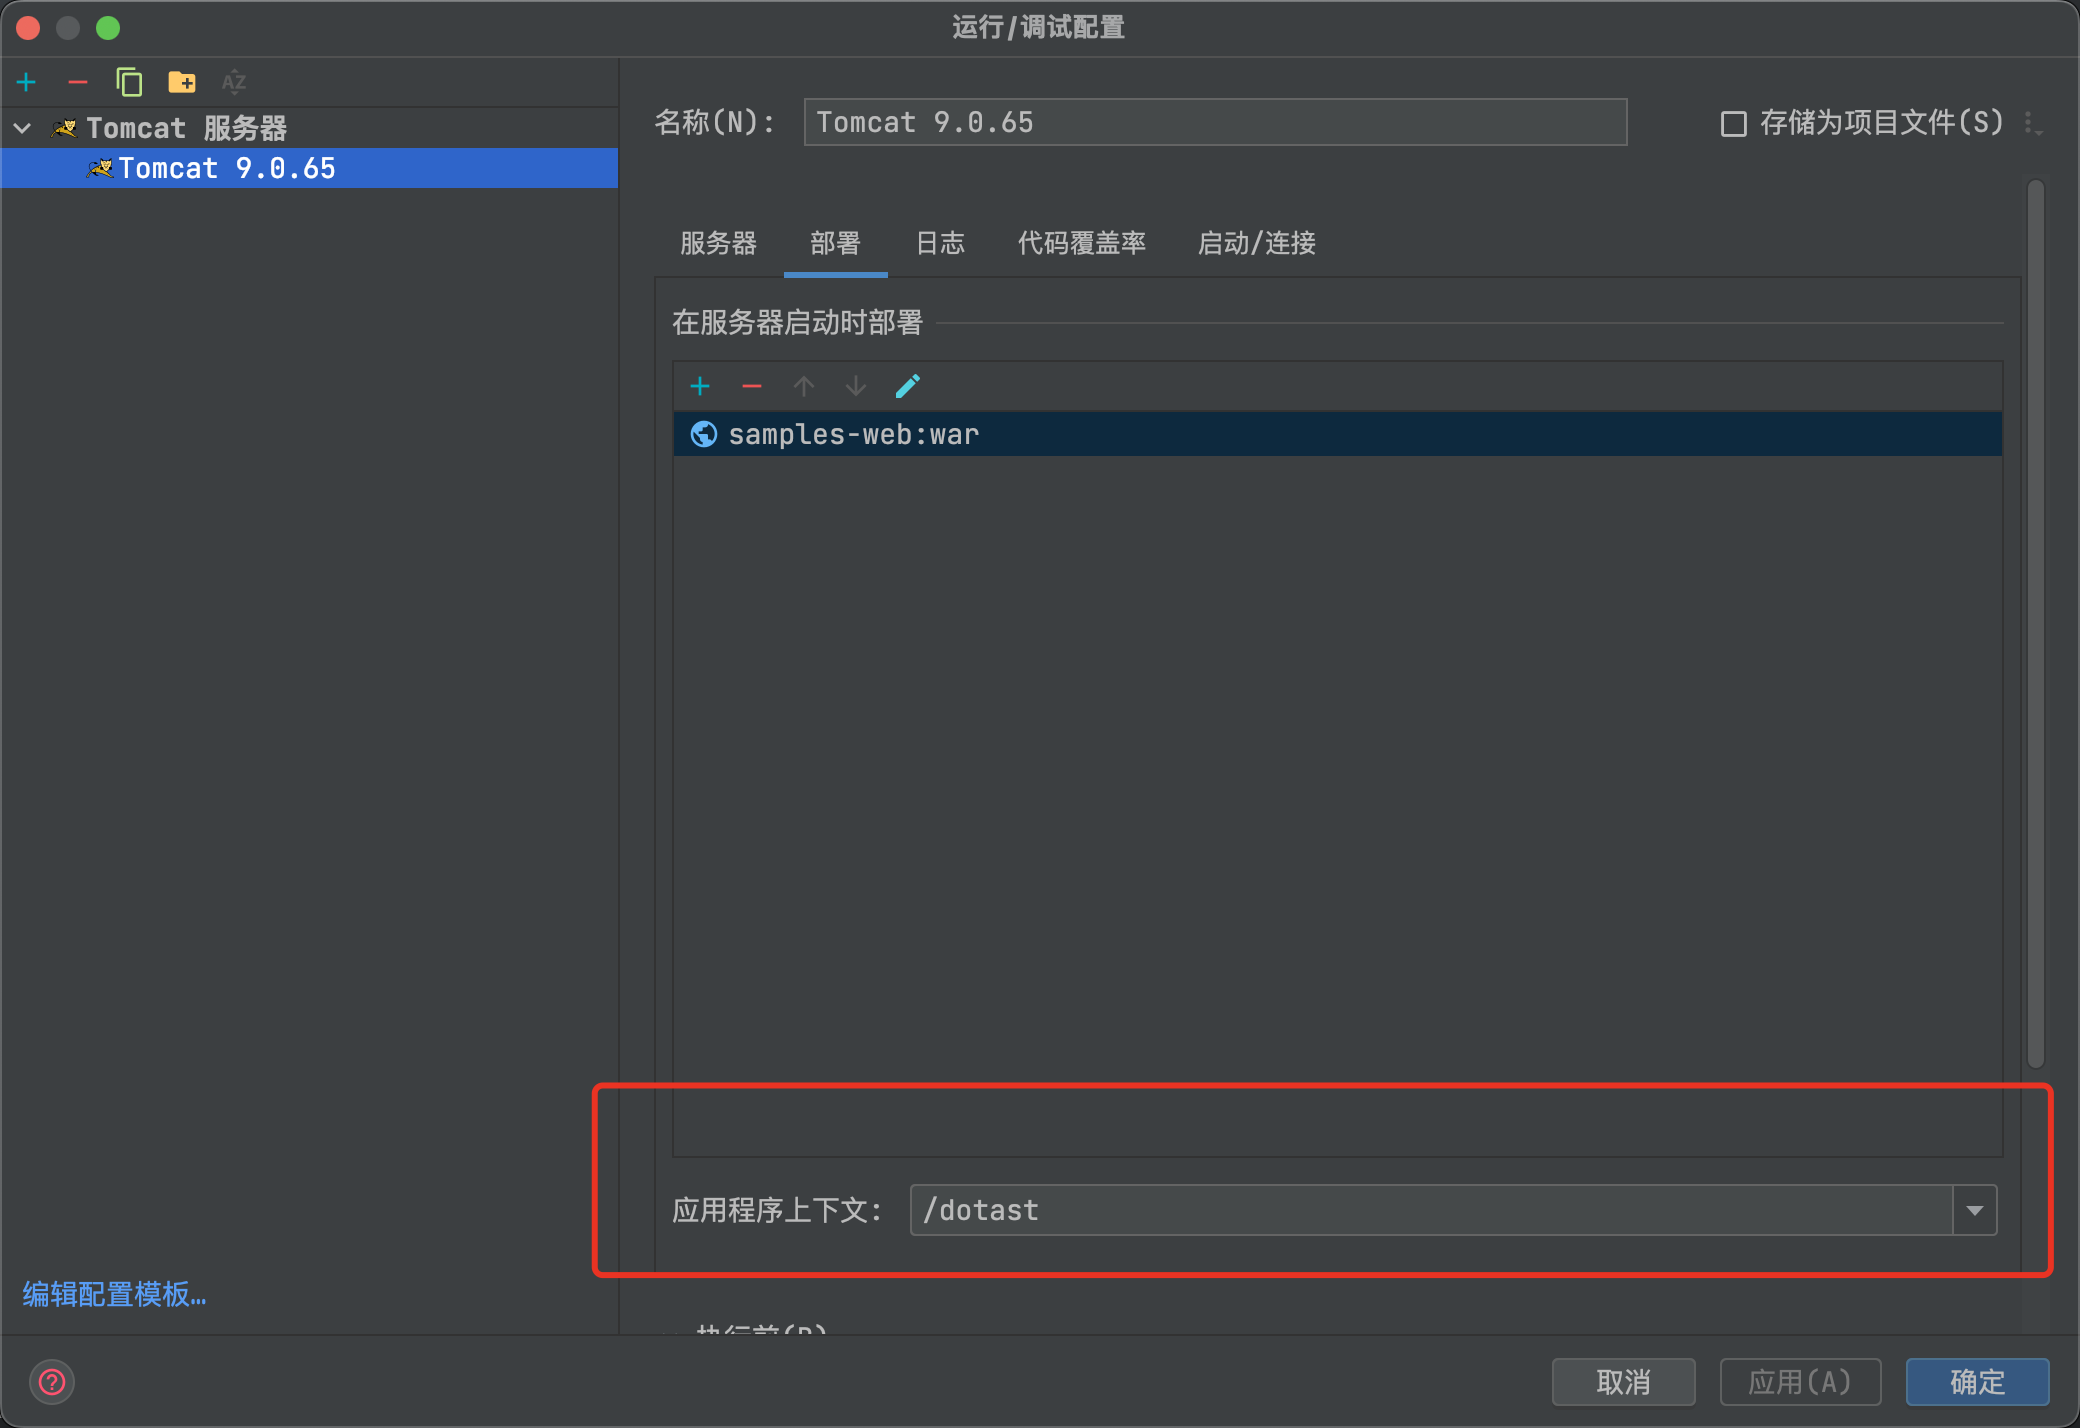 运行/调试配置
Tomcat 服务器
Tomcat 9.0.65
名称(N):
Tomcat 9.0.65
存储为项目文件(S)
服务器
部署
日志
代码覆盖率
启动/连接
在服务器启动时部署
samples-web:war
应用程序上下文:
/dotast
编辑配置模板...
执行前(B)
取消
应用(A)
确定